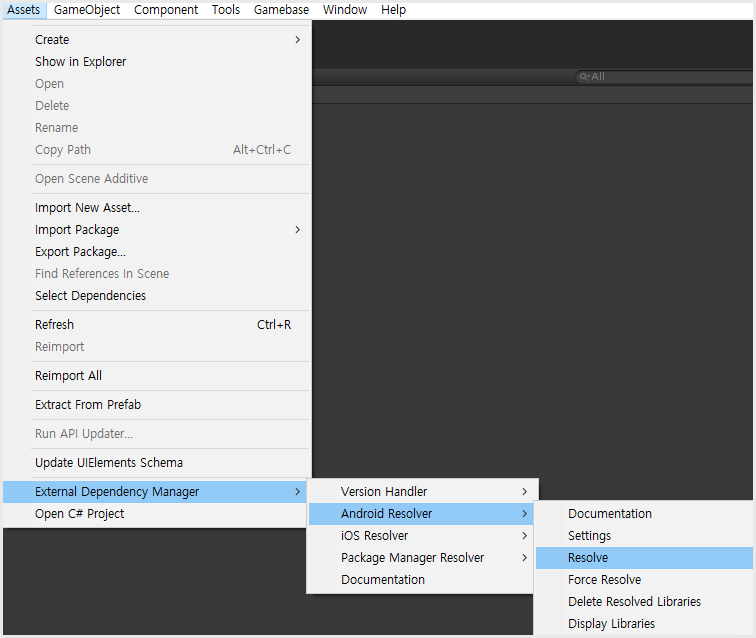 Assets GameObject Component Tools Gamebase Window Help
Create >
Show in Explorer
Open
Delete
Rename
Copy Path Alt+Ctrl+C
Open Scene Additive
Import New Asset...
Import Package >
Export Package...
Find References In Scene
Select Dependencies
Refresh Ctrl+R
Reimport
Reimport All
Extract From Prefab
Run API Updater...
Update UIElements Schema
External Dependency Manager >
Open C# Project
All
Version Handler >
Android Resolver >
iOS Resolver >
Package Manager Resolver >
Documentation
Documentation
Settings
Resolve
Force Resolve
Delete Resolved Libraries
Display Libraries